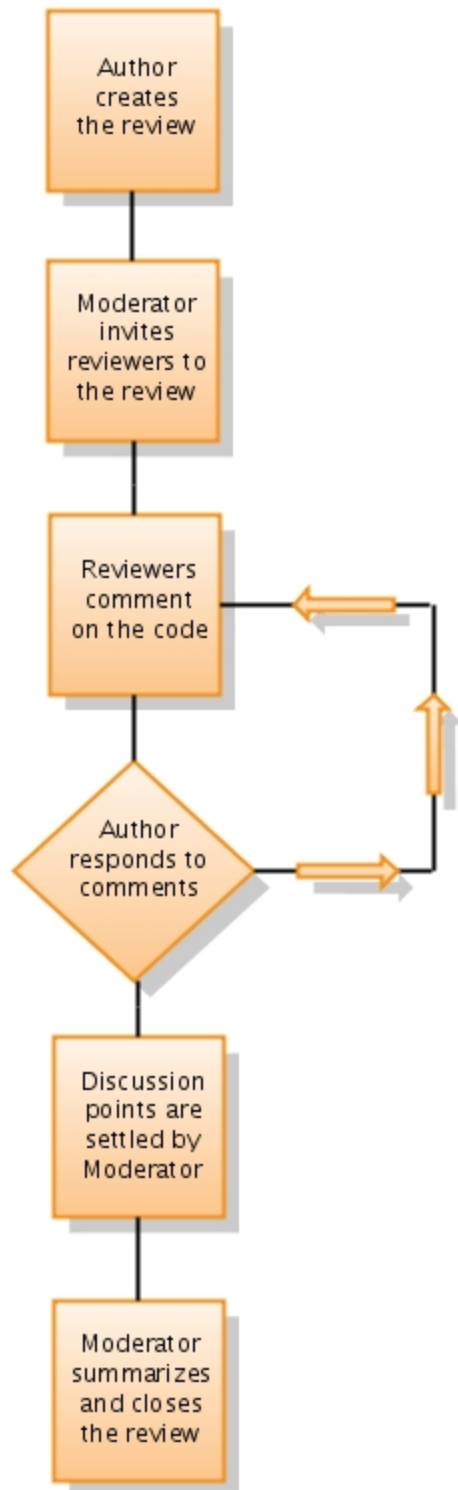 Author
creates
the review
Moderator
invites
reviewers to
the review
Reviewers
comment
on the code
Author
responds to
comments
Discussion
points are
settled by
Moderator
Moderator
summarizes
and closes
the review